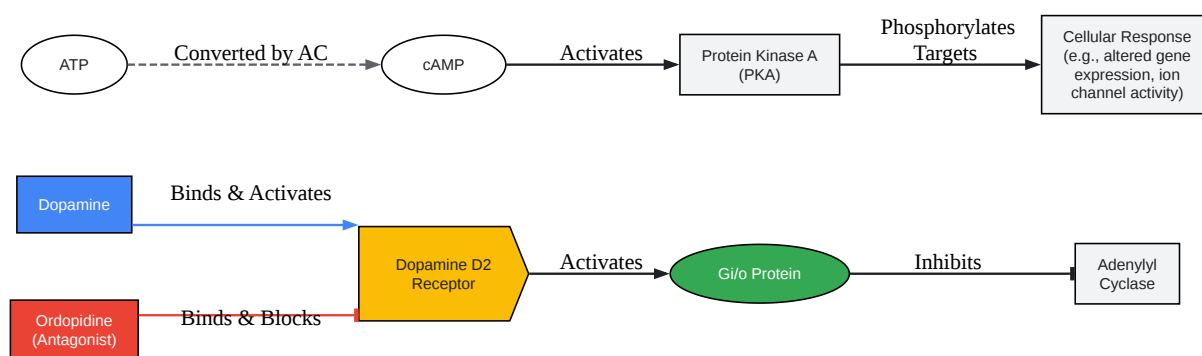 ATP
Converted by AC
cAMP
Activates
Protein Kinase A
(PKA)
Phosphorylates
Targets
Cellular Response
(e.g., altered gene
expression, ion
channel activity)
Dopamine
Binds & Activates
Ordopidine
(Antagonist)
Binds & Blocks
Dopamine D2
Receptor
Activates
Gi/o Protein
Inhibits
Adenylyl
Cyclase